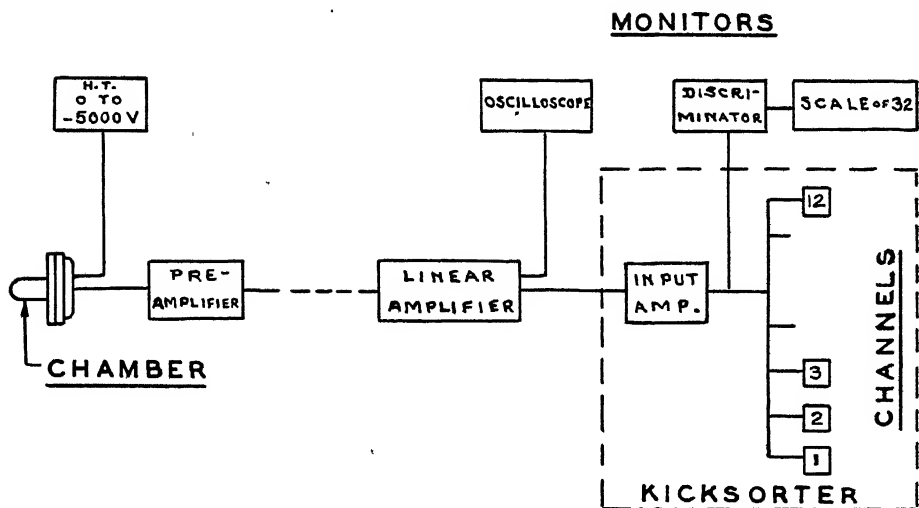 MONITORS
H.T.
0 TO
-5000 V
OSCILLOSCOPE
DISCRI-
MINATOR
SCALE OF 32
12
PRE-
AMPLIFIER
LINEAR
AMPLIFIER
INPUT
AMP.
CHAMBER
3
2
1
CHANNELS
KICKSORTER